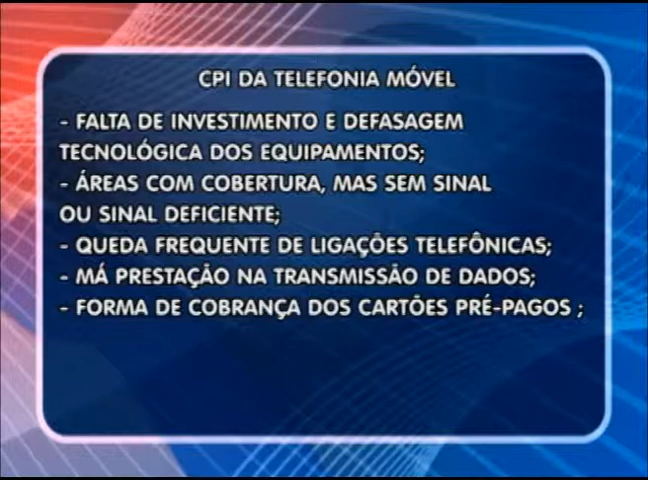 CPI DA TELEFONIA MÓVEL
- FALTA DE INVESTIMENTO E DEFASAGEM
TECNOLÓGICA DOS EQUIPAMENTOS;
- ÁREAS COM COBERTURA, MAS SEM SINAL
OU SINAL DEFICIENTE;
- QUEDA FREQUENTE DE LIGAÇÕES TELEFÔNICAS;
- MÁ PRESTAÇÃO NA TRANSMISSÃO DE DADOS;
- FORMA DE COBRANÇA DOS CARTÕES PRÉ-PAGOS ;